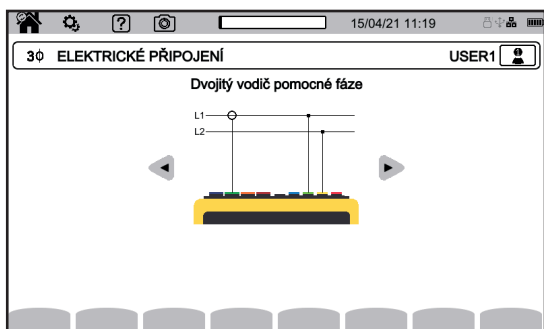 ? 15/04/21 11:19
3Φ ELEKTRICKÉ PŘIPOJENÍ USER1
Dvojitý vodič pomocné fáze
L1
L2